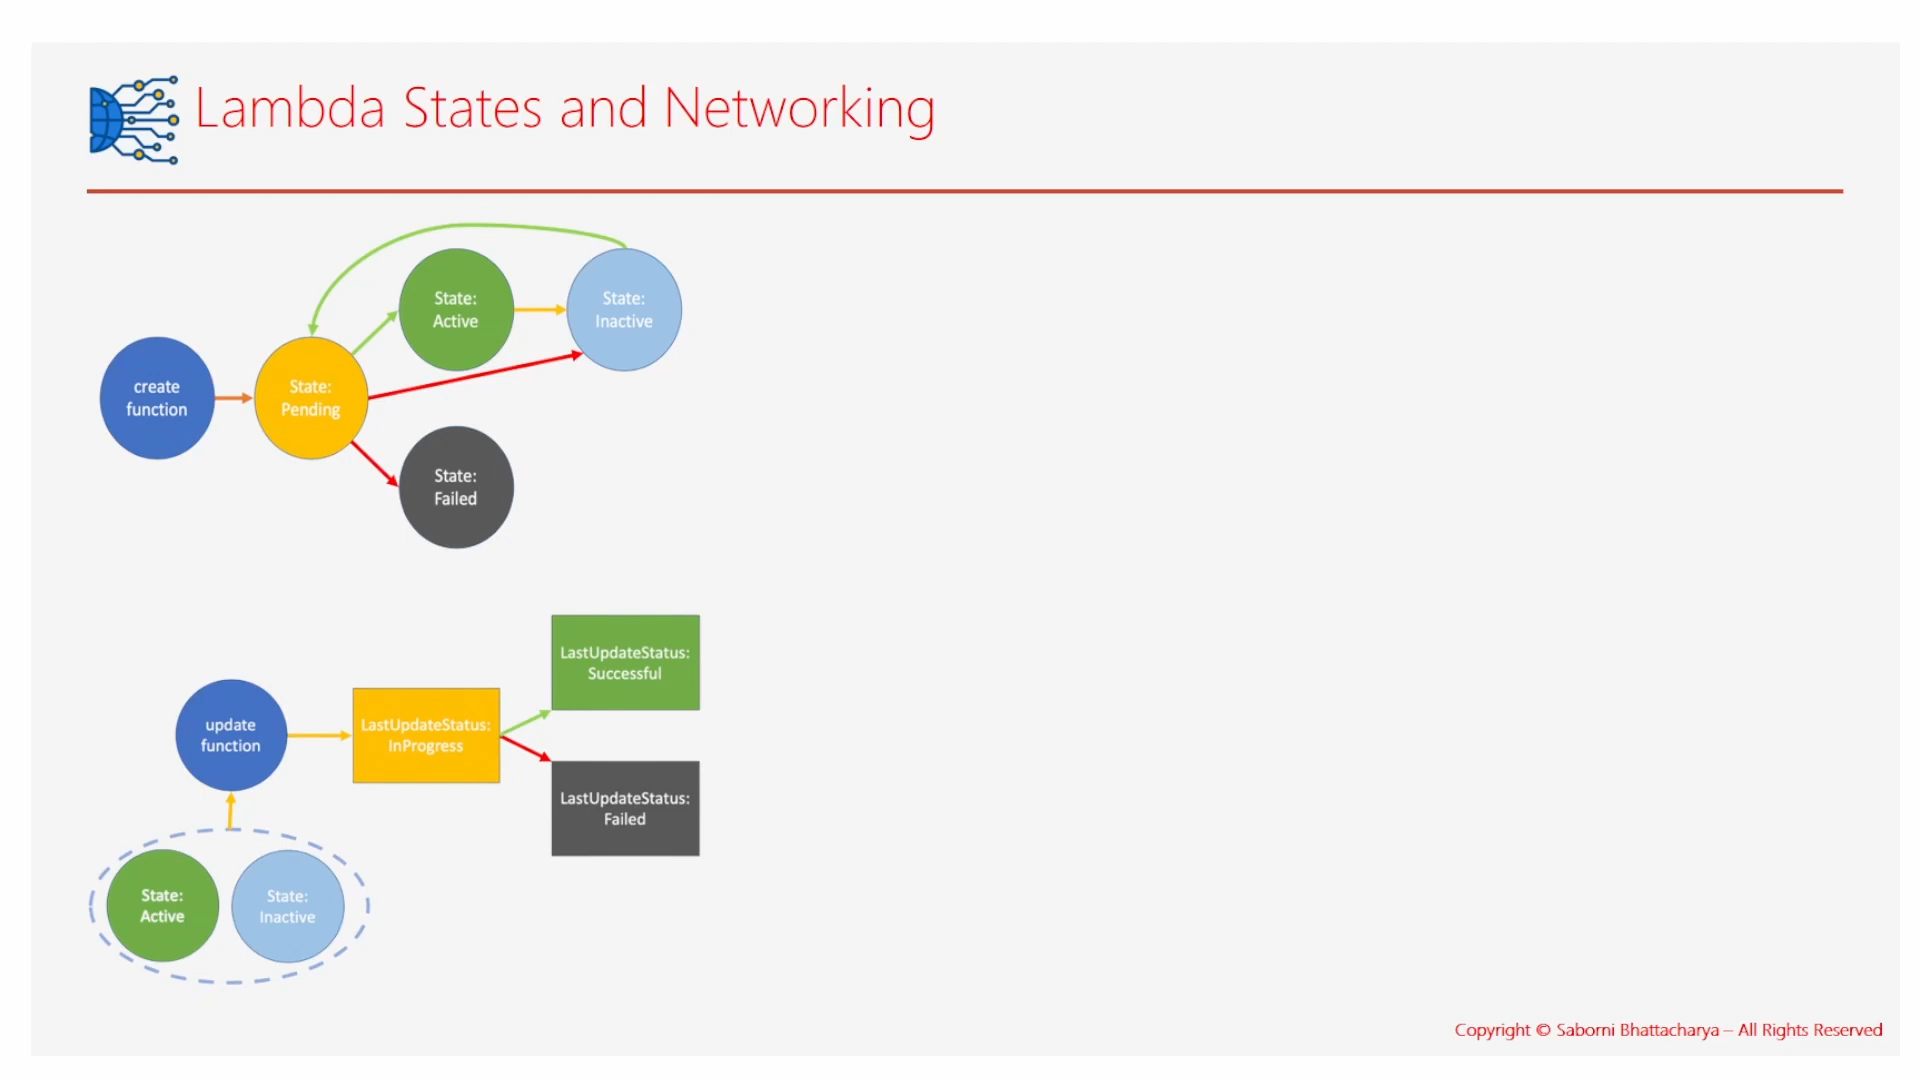 Lambda States and Networking
State:
Active
State:
Inactive
create
function
State:
Pending
State:
Failed
LastUpdateStatus:
Successful
update
function
LastUpdateStatus:
InProgress
LastUpdateStatus:
Failed
State:
Active
State:
Inactive
Copyright © Saborni Bhattacharya – All Rights Reserved